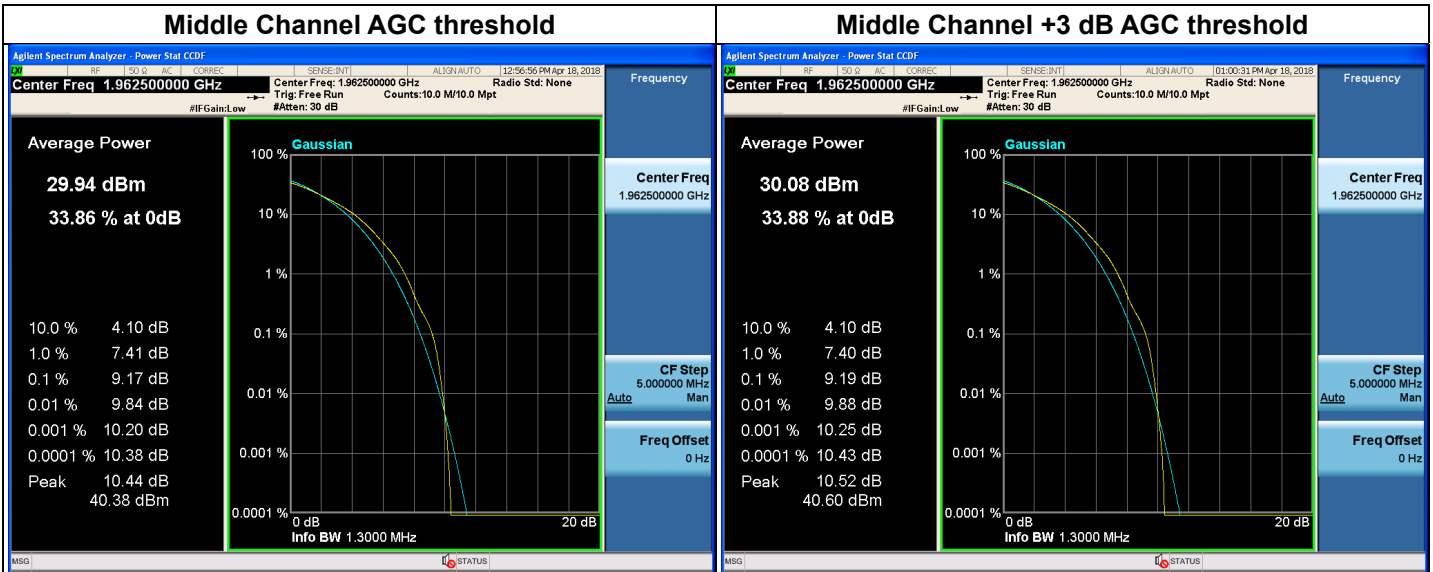 Middle Channel AGC threshold
Agilent Spectrum Analyzer - Power Stat CCDF
LXI RF 50 Ω AC CORREC SENSE:INT ALIGN AUTO 12:56:56 PM Apr 18, 2018
Center Freq 1.962500000 GHz
Center Freq: 1.962500000 GHz Radio Std: None
Trig: Free Run Counts:10.0 M/10.0 Mpt
#IFGain:Low #Atten: 30 dB
Average Power
29.94 dBm
33.86 % at 0dB
10.0 % 4.10 dB
1.0 % 7.41 dB
0.1 % 9.17 dB
0.01 % 9.84 dB
0.001 % 10.20 dB
0.0001 % 10.38 dB
Peak 10.44 dB
40.38 dBm
Gaussian
100 %
10 %
1 %
0.1 %
0.01 %
0.001 %
0.0001 %
0 dB 20 dB
Info BW 1.3000 MHz
Frequency
Center Freq
1.962500000 GHz
CF Step
5.000000 MHz
Auto Man
Freq Offset
0 Hz
MSG STATUS
Middle Channel +3 dB AGC threshold
Agilent Spectrum Analyzer - Power Stat CCDF
LXI RF 50 Ω AC CORREC SENSE:INT ALIGN AUTO 01:00:31 PM Apr 18, 2018
Center Freq 1.962500000 GHz
Center Freq: 1.962500000 GHz Radio Std: None
Trig: Free Run Counts:10.0 M/10.0 Mpt
#IFGain:Low #Atten: 30 dB
Average Power
30.08 dBm
33.88 % at 0dB
10.0 % 4.10 dB
1.0 % 7.40 dB
0.1 % 9.19 dB
0.01 % 9.88 dB
0.001 % 10.25 dB
0.0001 % 10.43 dB
Peak 10.52 dB
40.60 dBm
Gaussian
100 %
10 %
1 %
0.1 %
0.01 %
0.001 %
0.0001 %
0 dB 20 dB
Info BW 1.3000 MHz
Frequency
Center Freq
1.962500000 GHz
CF Step
5.000000 MHz
Auto Man
Freq Offset
0 Hz
MSG STATUS